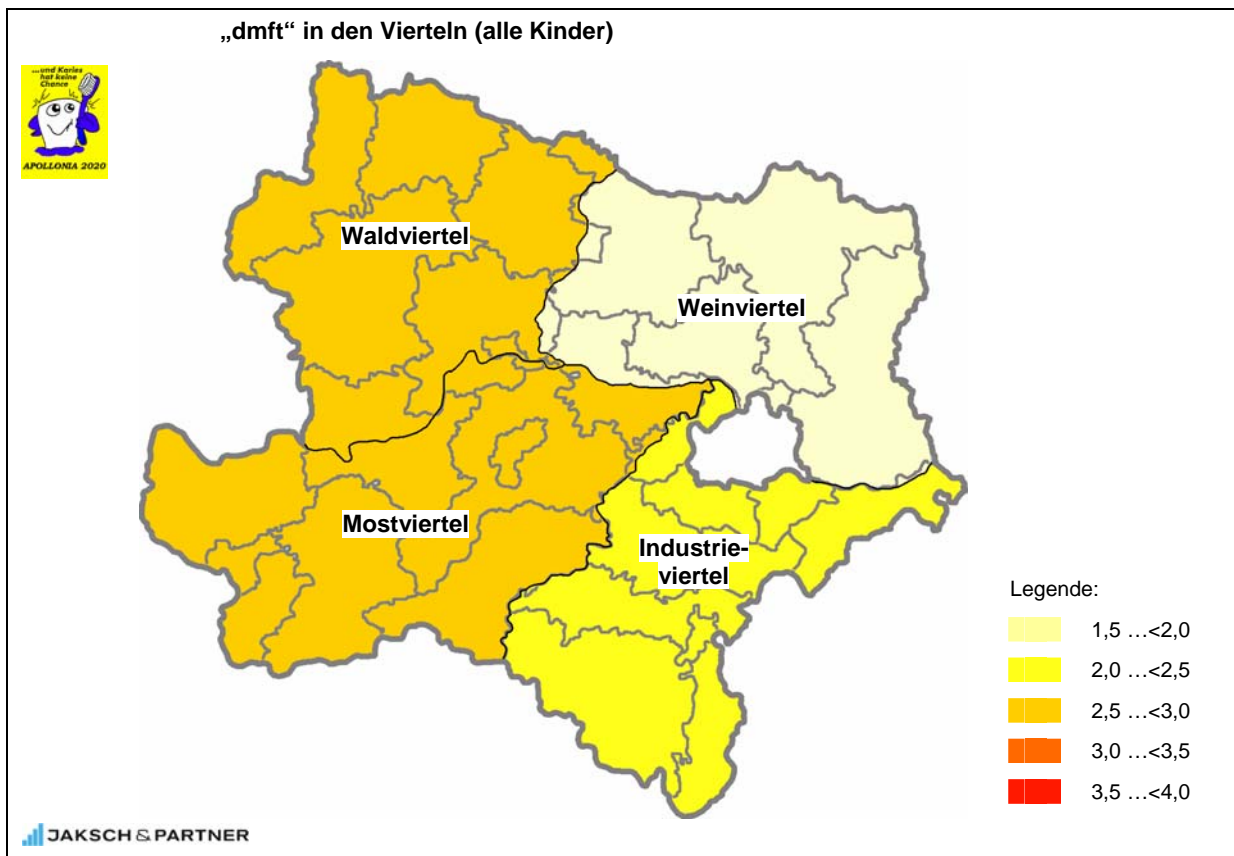 „dmft“ in den Vierteln (alle Kinder)
...und Karies
hat keine
Chance
APOLLONIA 2020
Waldviertel
Weinviertel
Mostviertel
Industrie-
viertel
Legende:
1,5 …<2,0
2,0 …<2,5
2,5 …<3,0
3,0 …<3,5
3,5 …<4,0
JAKSCH & PARTNER